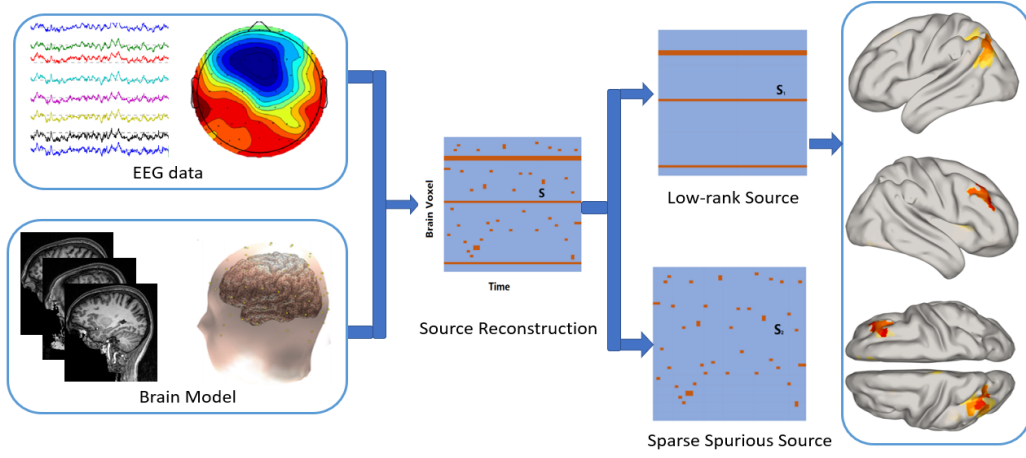 EEG data
Brain Model
Brain Voxel
S
Time
Source Reconstruction
S₁
Low-rank Source
S₂
Sparse Spurious Source